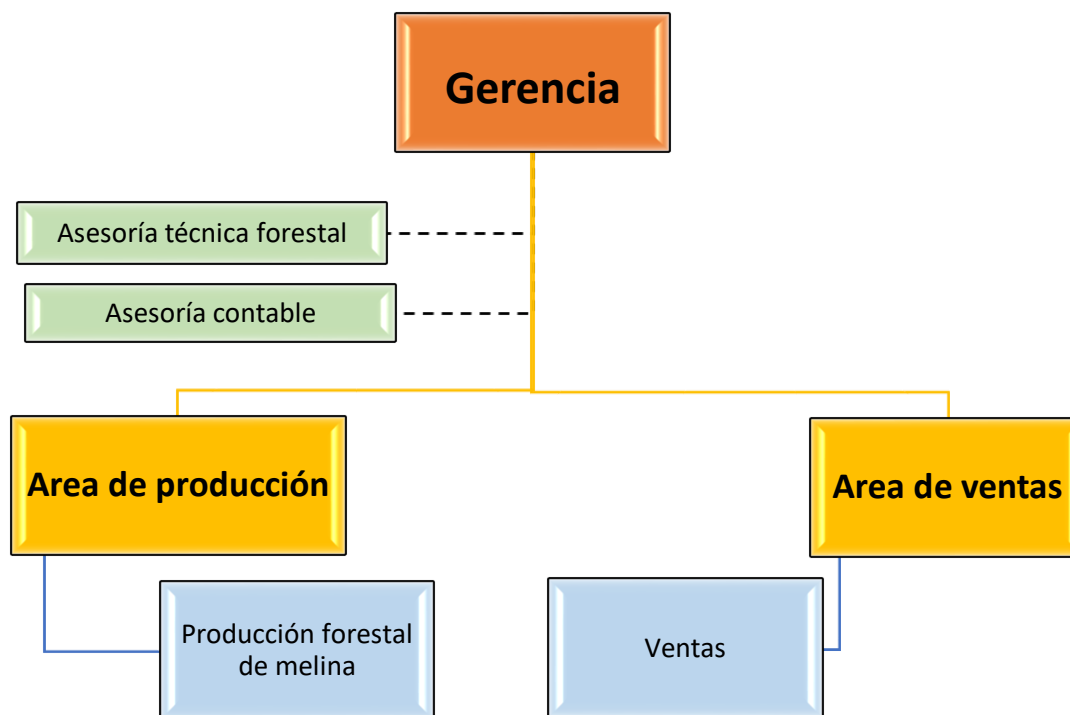 Gerencia
Asesoría técnica forestal
Asesoría contable
Area de producción
Area de ventas
Producción forestal
de melina
Ventas